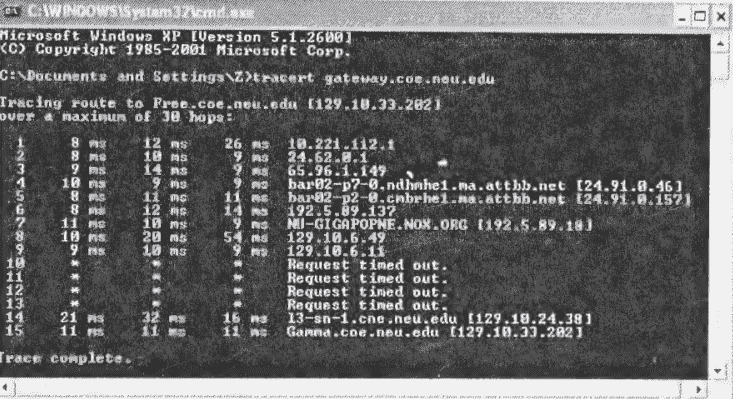 C:\WINDOWS\System32\cmd.exe
Microsoft Windows XP [Version 5.1.2600]
(C) Copyright 1985-2001 Microsoft Corp.
C:\Documents and Settings\Z>tracert gateway.coe.neu.edu
Tracing route to Pree.coe.neu.edu [129.10.33.202]
over a maximum of 30 hops:
1 8 ms 12 ms 26 ms 10.221.112.1
2 8 ms 10 ms 9 ms 24.62.0.1
3 9 ms 14 ms 9 ms 65.96.1.149
4 10 ms 9 ms 9 ms bar02-p7-0.ndhmhe1.ma.attbb.net [24.91.0.46]
5 8 ms 11 ms 11 ms bar02-p2-0.cmbrhe1.ma.attbb.net [24.91.0.157]
6 8 ms 12 ms 14 ms 192.5.89.137
7 11 ms 10 ms 9 ms NU-GIGAPOPNE.NOX.ORG [192.5.89.18]
8 10 ms 20 ms 54 ms 129.10.6.49
9 9 ms 10 ms 9 ms 129.10.6.11
10 * * * Request timed out.
11 * * * Request timed out.
12 * * * Request timed out.
13 * * * Request timed out.
14 21 ms 32 ms 16 ms 13-sn-1.cne.neu.edu [129.10.24.38]
15 11 ms 11 ms 11 ms Gamma.coe.neu.edu [129.10.33.202]
Trace complete.